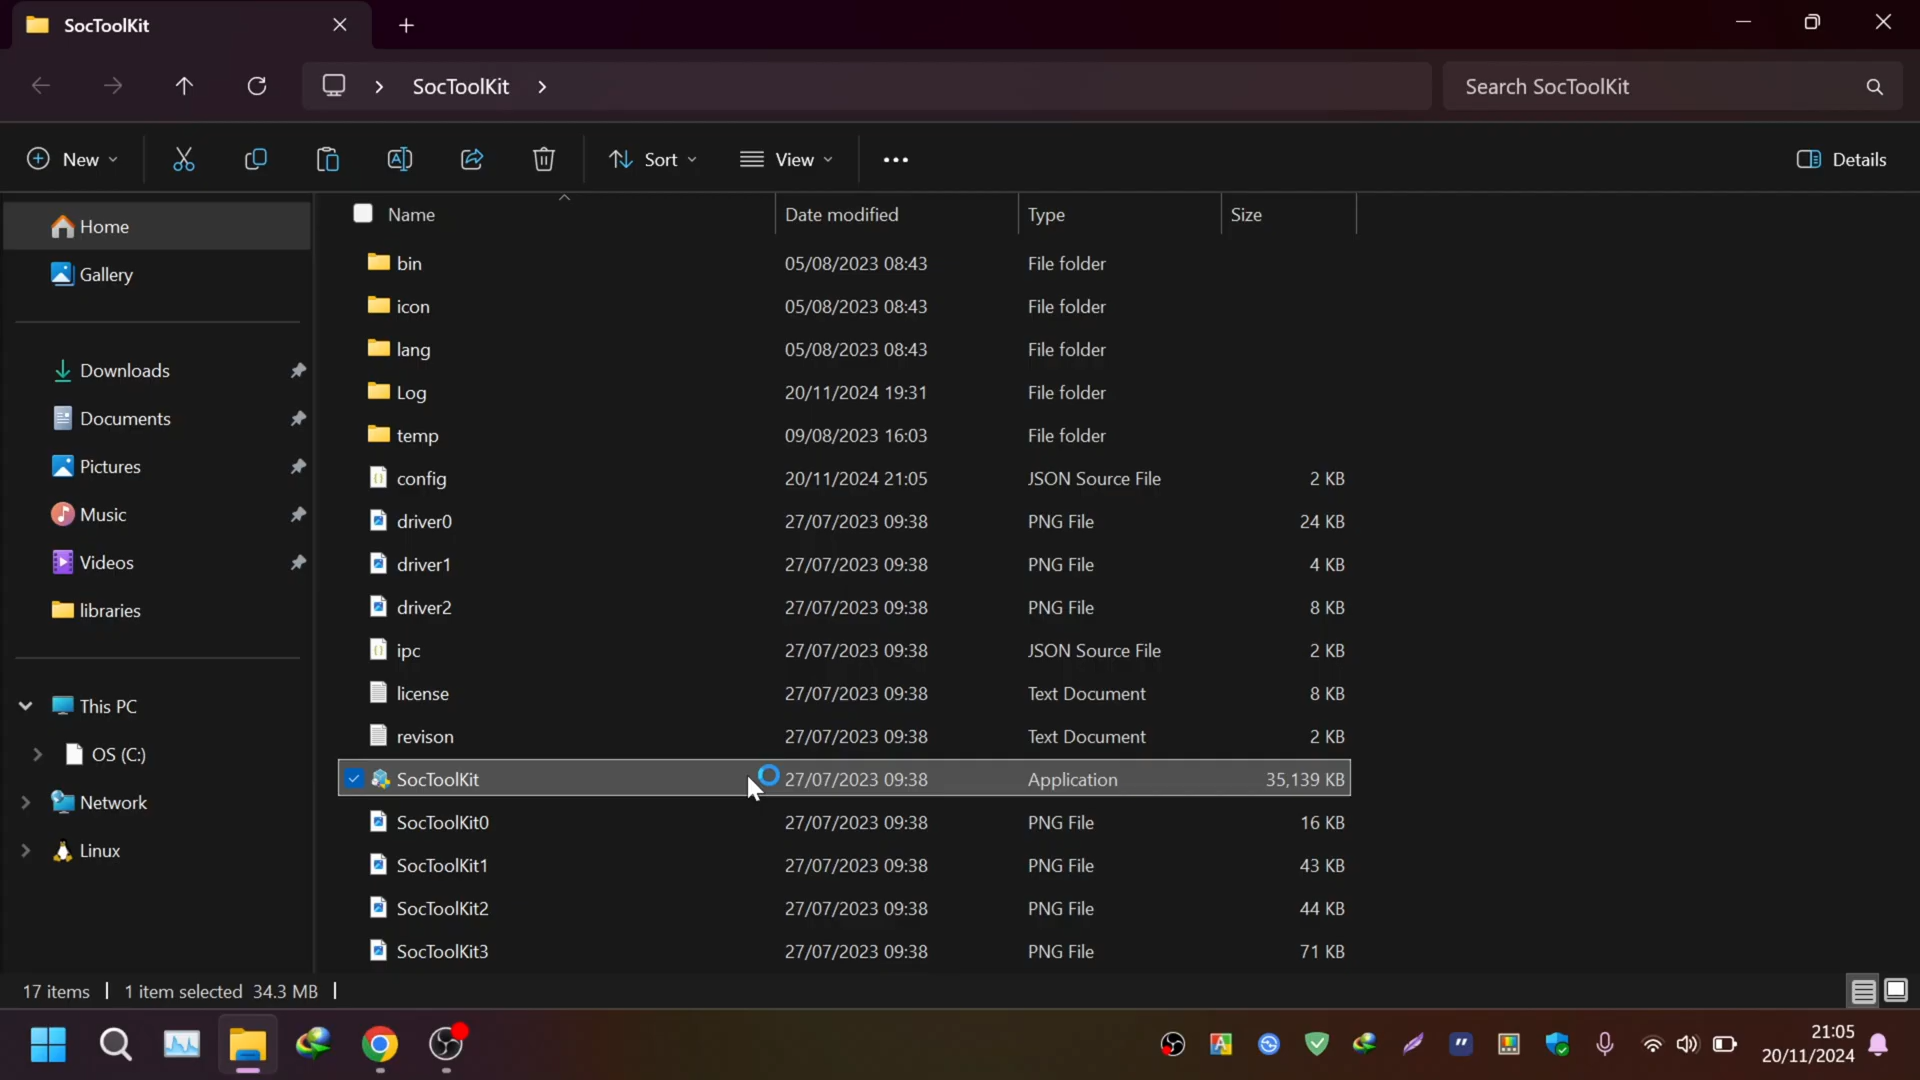 SocToolKit
SocToolKit
Search SocToolKit
New
Sort
View
Details
Name Date modified Type Size
Home
Gallery
Downloads
Documents
Pictures
Music
Videos
libraries
This PC
OS (C:)
Network
Linux
bin 05/08/2023 08:43 File folder
icon 05/08/2023 08:43 File folder
lang 05/08/2023 08:43 File folder
Log 20/11/2024 19:31 File folder
temp 09/08/2023 16:03 File folder
config 20/11/2024 21:05 JSON Source File 2 KB
driver0 27/07/2023 09:38 PNG File 24 KB
driver1 27/07/2023 09:38 PNG File 4 KB
driver2 27/07/2023 09:38 PNG File 8 KB
ipc 27/07/2023 09:38 JSON Source File 2 KB
license 27/07/2023 09:38 Text Document 8 KB
revison 27/07/2023 09:38 Text Document 2 KB
SocToolKit 27/07/2023 09:38 Application 35,139 KB
SocToolKit0 27/07/2023 09:38 PNG File 16 KB
SocToolKit1 27/07/2023 09:38 PNG File 43 KB
SocToolKit2 27/07/2023 09:38 PNG File 44 KB
SocToolKit3 27/07/2023 09:38 PNG File 71 KB
17 items 1 item selected 34.3 MB
21:05
20/11/2024